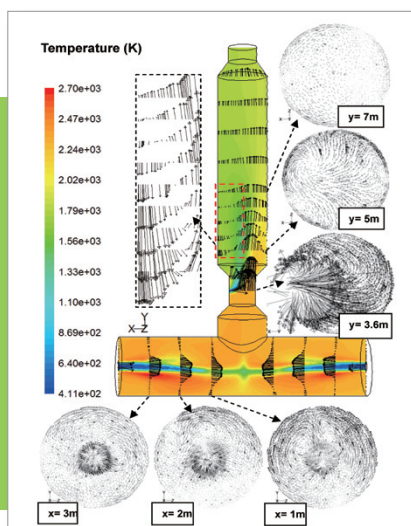 Temperature (K)
2.70e+03
2.47e+03
2.24e+03
2.02e+03
1.79e+03
1.56e+03
1.33e+03
1.10e+03
8.69e+02
6.40e+02
4.11e+02
Y
X Z
y = 7m
y = 5m
y = 3.6m
x= 3m
x= 2m
x= 1m